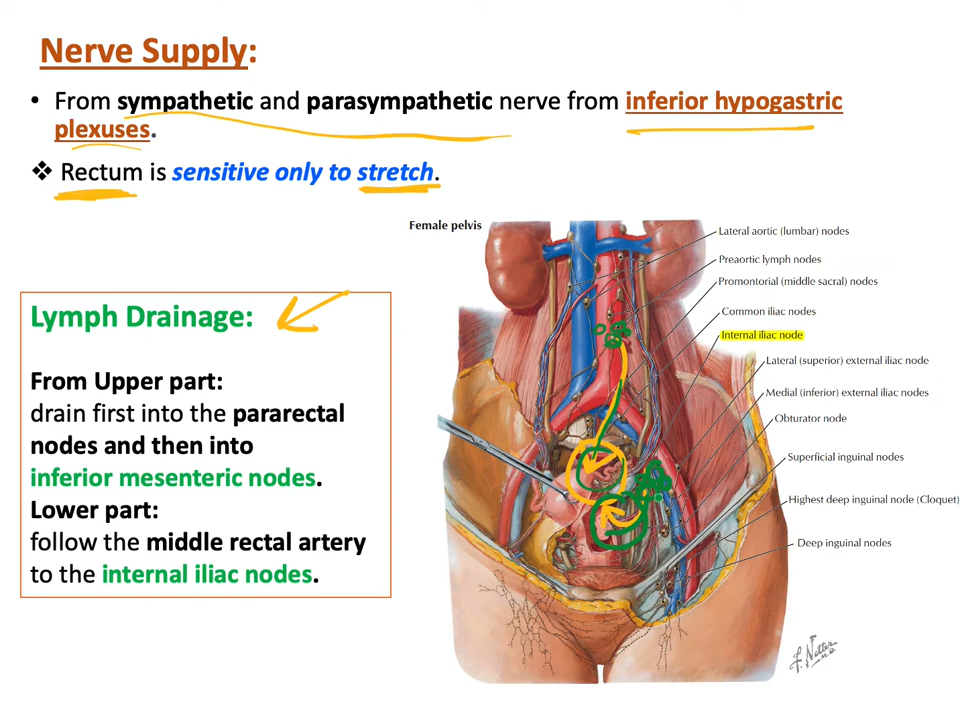 Nerve Supply:
• From sympathetic and parasympathetic nerve from inferior hypogastric
plexuses.
❖ Rectum is sensitive only to stretch.
Female pelvis
Lateral aortic (lumbar) nodes
Preaortic lymph nodes
Promontorial (middle sacral) nodes
Common iliac nodes
Internal iliac node
Lateral (superior) external iliac node
Medial (inferior) external iliac nodes
Obturator node
Superficial inguinal nodes
Highest deep inguinal node (Cloquet)
Deep inguinal nodes
Lymph Drainage:
From Upper part:
drain first into the pararectal
nodes and then into
inferior mesenteric nodes.
Lower part:
follow the middle rectal artery
to the internal iliac nodes.
F. Netter
M.D.